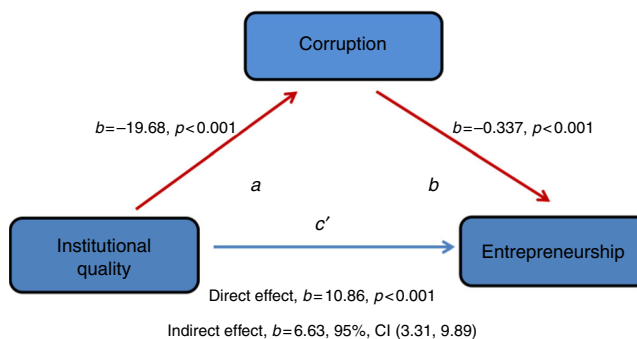 Corruption
b=–19.68, p<0.001
b=–0.337, p<0.001
a
b
Institutional
quality
c′
Entrepreneurship
Direct effect, b=10.86, p<0.001
Indirect effect, b=6.63, 95%, CI (3.31, 9.89)